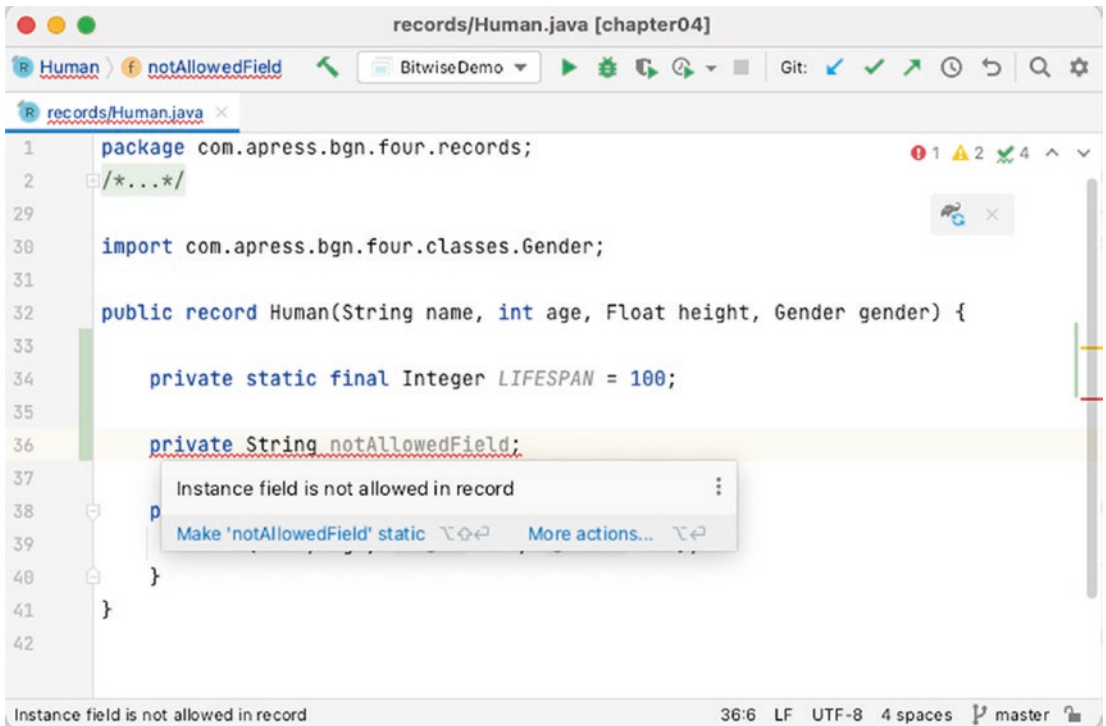 records/Human.java [chapter04]
R Human f notAllowedField BitwiseDemo Git:
R records/Human.java
1 package com.apress.bgn.four.records; 1 2 4
2 /*...*/
29
30 import com.apress.bgn.four.classes.Gender;
31
32 public record Human(String name, int age, Float height, Gender gender) {
33
34 private static final Integer LIFESPAN = 100;
35
36 private String notAllowedField;
37
Instance field is not allowed in record
38 p
Make 'notAllowedField' static ⌥⇧⏎ More actions... ⌥⏎
39
40 }
41 }
42
Instance field is not allowed in record 36:6 LF UTF-8 4 spaces master